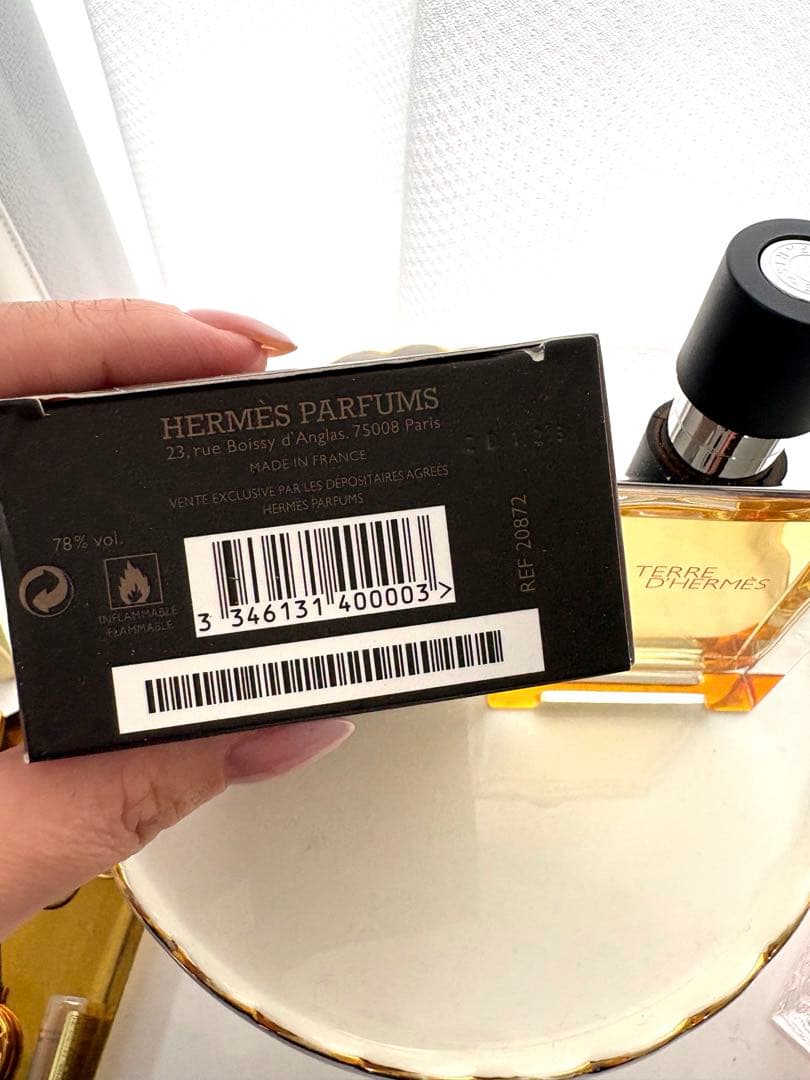 HERMÈS PARFUMS
23, rue Boissy d'Anglas. 75008 Paris
MADE IN FRANCE
VENTE EXCLUSIVE PAR LES DÉPOSITAIRES AGRÉÉS
HERMÈS PARFUMS
78% vol.
INFLAMMABLE
FLAMMABLE
3 346131 400003 >
REF 20872
TERRE
D'HERMÈS